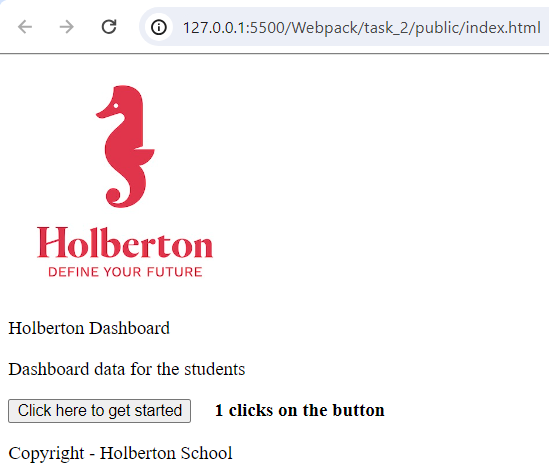 127.0.0.1:5500/Webpack/task_2/public/index.html
Holberton
DEFINE YOUR FUTURE
Holberton Dashboard
Dashboard data for the students
Click here to get started 1 clicks on the button
Copyright - Holberton School